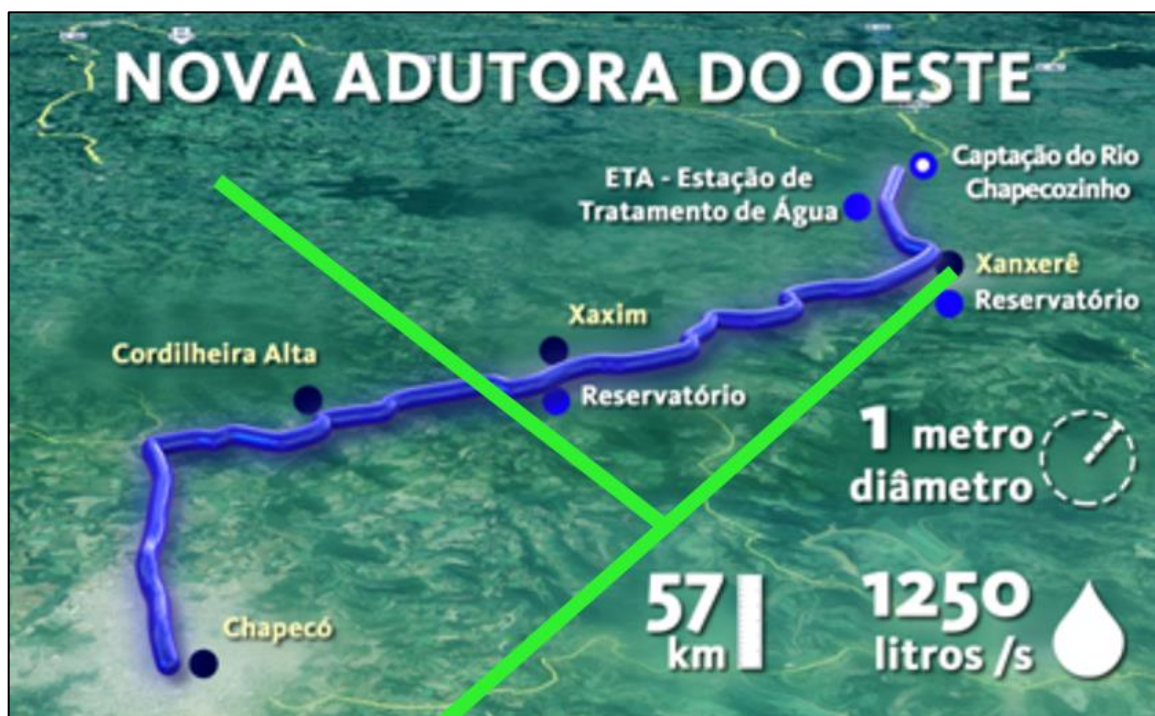 NOVA ADUTORA DO OESTE
Captação do Rio
Chapecozinho
ETA - Estação de
Tratamento de Água
Xanxerê
Reservatório
Xaxim
Cordilheira Alta
Reservatório
1 metro
diâmetro
57
km
1250
litros /s
Chapecó